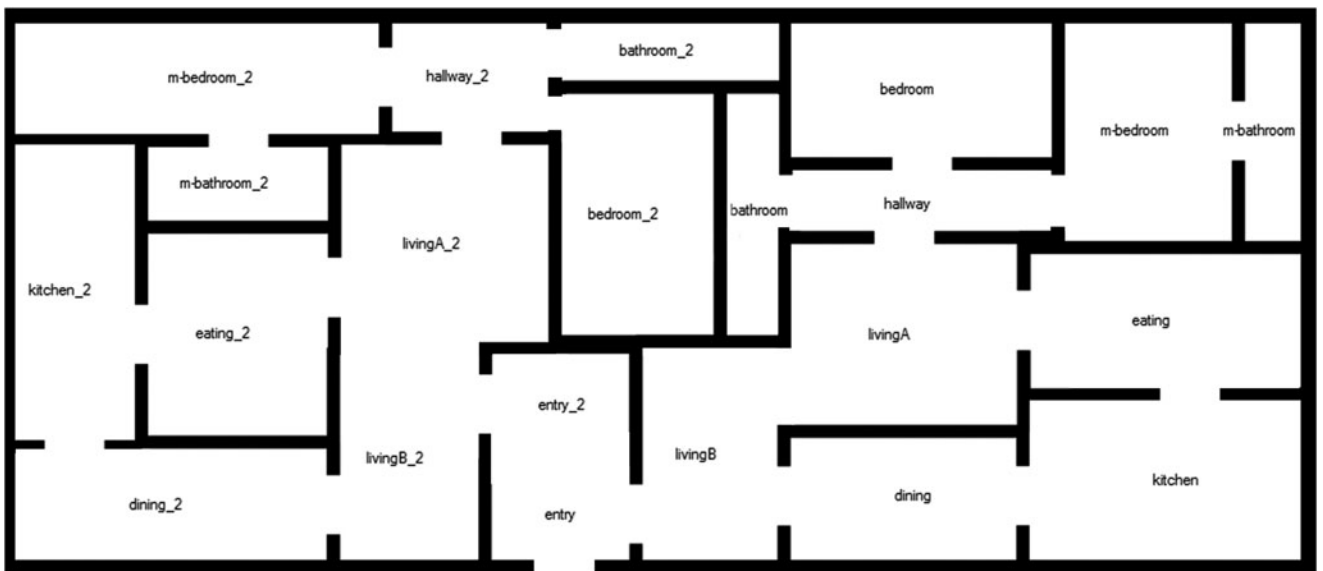 m-bedroom_2
hallway_2
bathroom_2
bedroom
m-bedroom
m-bathroom
m-bathroom_2
bedroom_2
bathroom
hallway
livingA_2
kitchen_2
eating_2
livingA
eating
entry_2
livingB_2
livingB
dining_2
entry
dining
kitchen